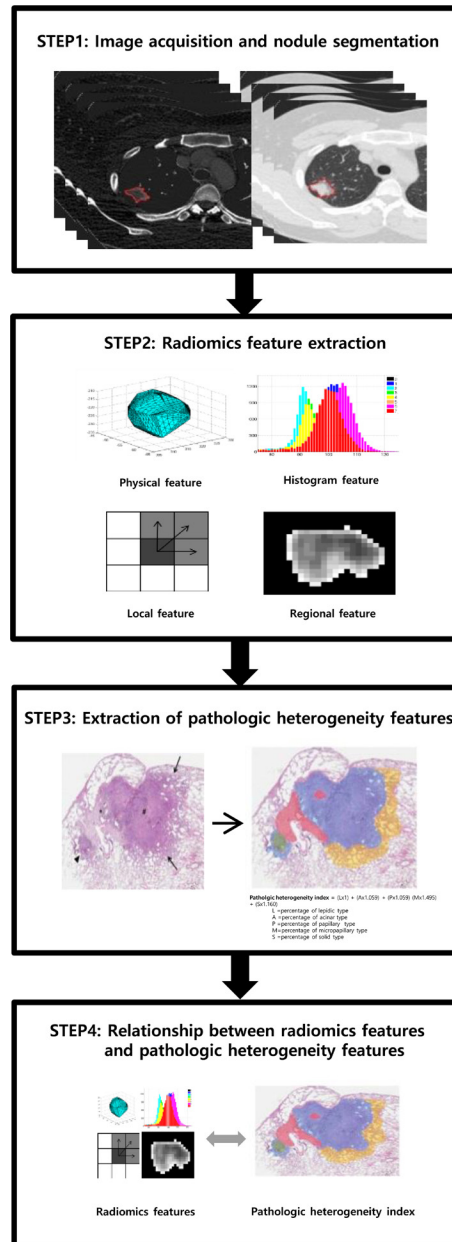 STEP1: Image acquisition and nodule segmentation
STEP2: Radiomics feature extraction
Physical feature
Histogram feature
Local feature
Regional feature
STEP3: Extraction of pathologic heterogeneity features
Patholgic heterogeneity index = (Lx1) + (Ax1.059) + (Px1.059) (Mx1.495)
+ (Sx1.160)
L =percentage of lepidic type
A =percentage of acinar type
P =percentage of papillary type
M=percentage of micropapillary type
S =percentage of solid type
STEP4: Relationship between radiomics features
and pathologic heterogeneity features
Radiomics features
Pathologic heterogeneity index